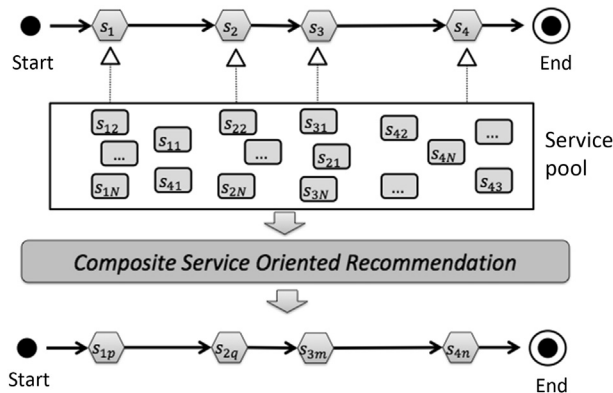 s1 s2 s3 s4
Start End
s12 s22 s31 s42 ...
s11 ... ... s21 s4N
s1N s41 s2N s3N ... s43
Service
pool
Composite Service Oriented Recommendation
s1p s2q s3m s4n
Start End